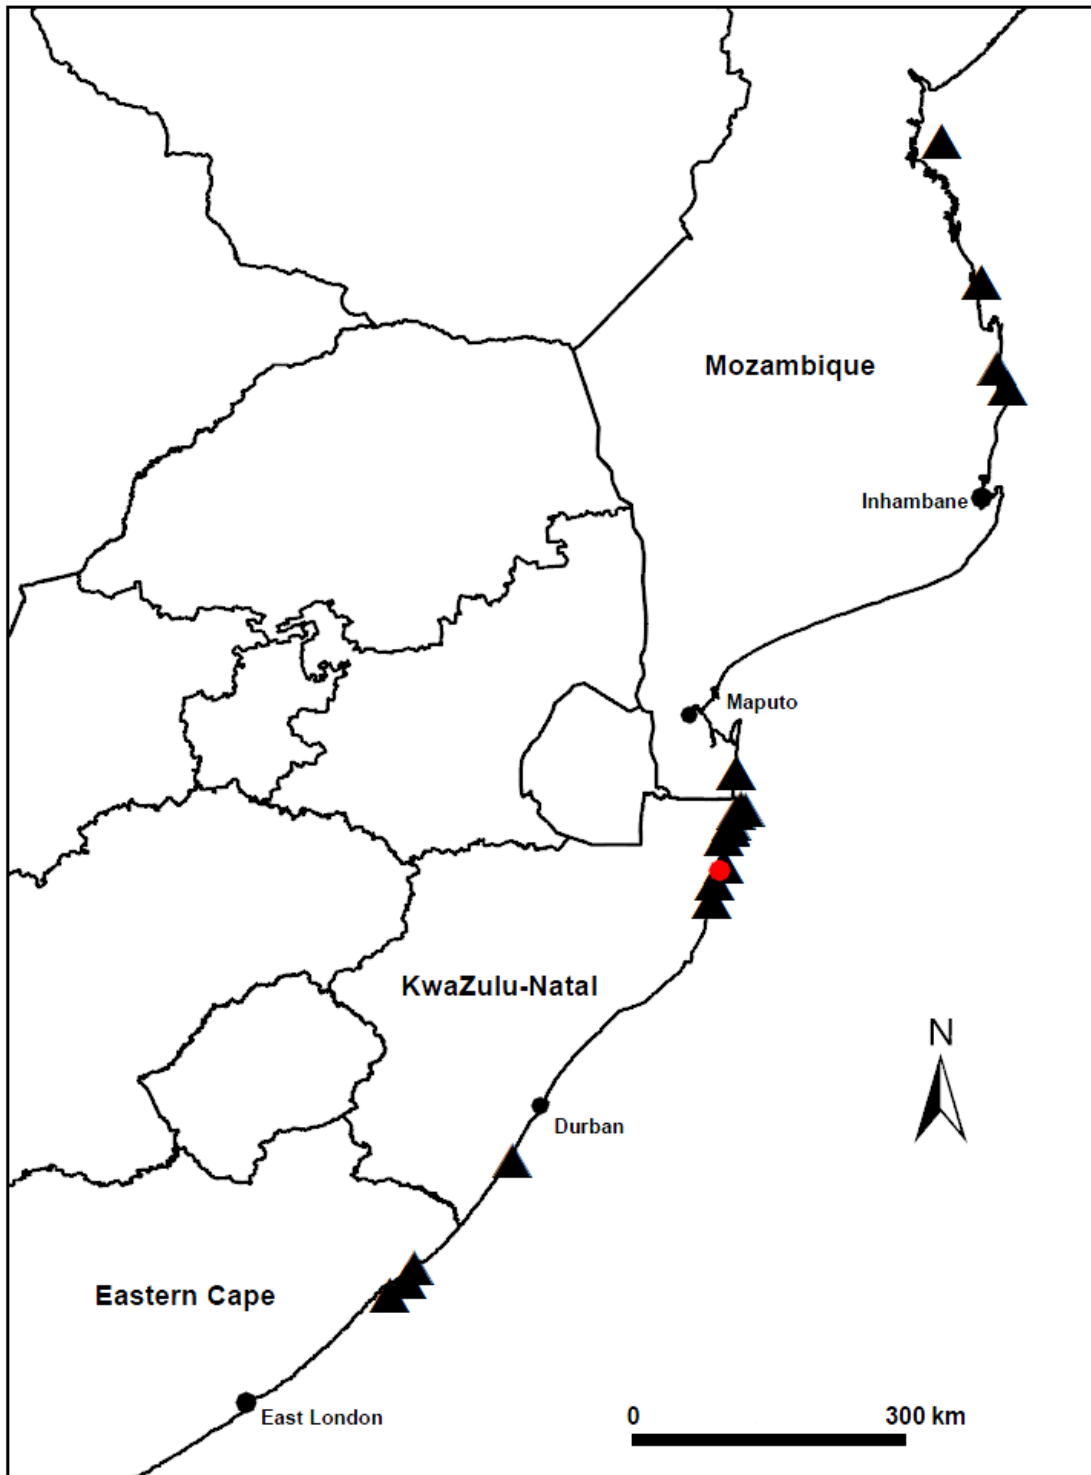 Mozambique
Inhambane
Maputo
KwaZulu-Natal
N
Durban
Eastern Cape
East London
0 300 km